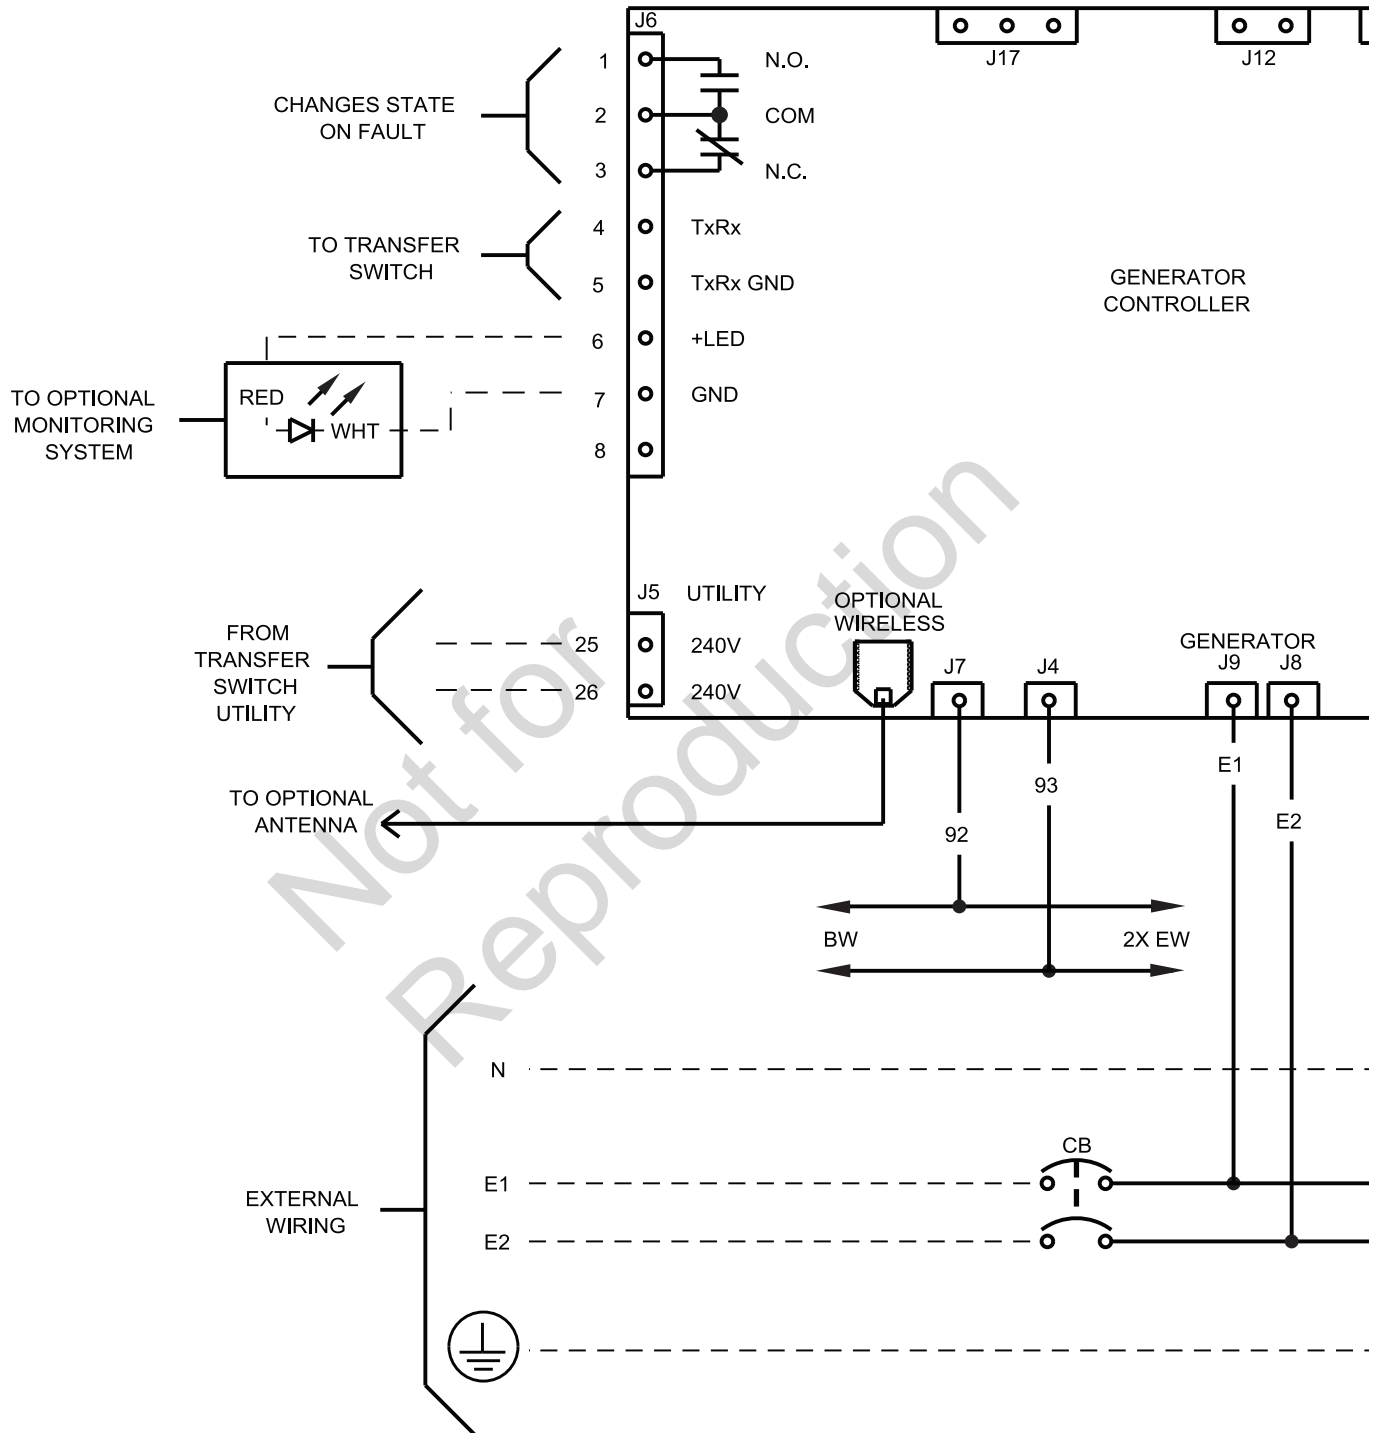 J6
J17
J12
1
N.O.
CHANGES STATE
ON FAULT
2
COM
3
N.C.
4
TxRx
TO TRANSFER
SWITCH
5
TxRx GND
GENERATOR
CONTROLLER
6
+LED
TO OPTIONAL
MONITORING
SYSTEM
RED
WHT
7
GND
8
J5
UTILITY
OPTIONAL
WIRELESS
FROM
TRANSFER
SWITCH
UTILITY
25
240V
26
240V
J7
J4
GENERATOR
J9
J8
E1
93
E2
92
TO OPTIONAL
ANTENNA
BW
2X EW
Not for
Reproduction
N
CB
E1
EXTERNAL
WIRING
E2